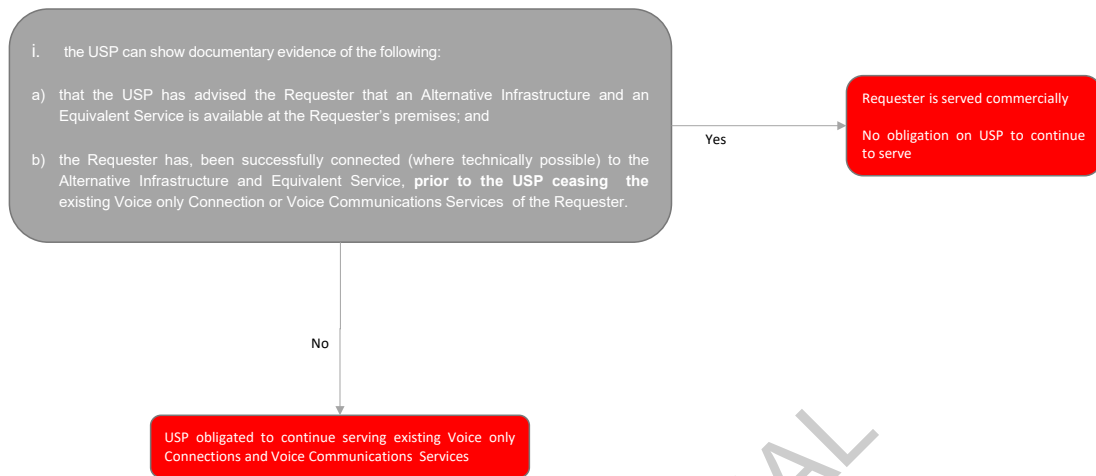 i. the USP can show documentary evidence of the following:
a) that the USP has advised the Requester that an Alternative Infrastructure and an
Equivalent Service is available at the Requester's premises; and
b) the Requester has, been successfully connected (where technically possible) to the
Alternative Infrastructure and Equivalent Service, prior to the USP ceasing the
existing Voice only Connection or Voice Communications Services of the Requester.
Yes
Requester is served commercially
No obligation on USP to continue
to serve
No
USP obligated to continue serving existing Voice only
Connections and Voice Communications Services